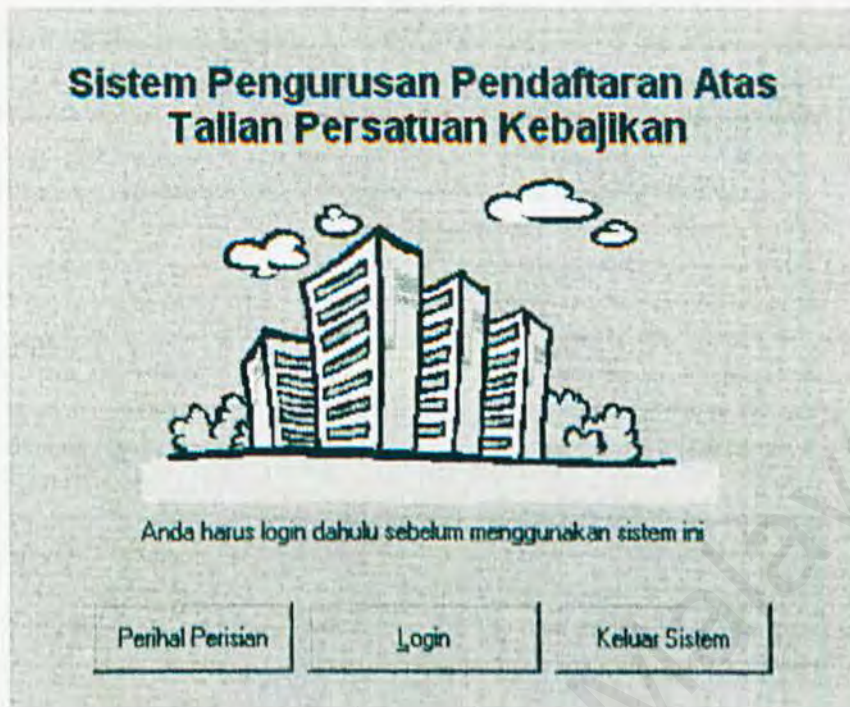 Sistem Pengurusan Pendaftaran Atas
Talian Persatuan Kebajikan
Anda harus login dahulu sebelum menggunakan sistem ini
Perihal Perisian
Login
Keluar Sistem